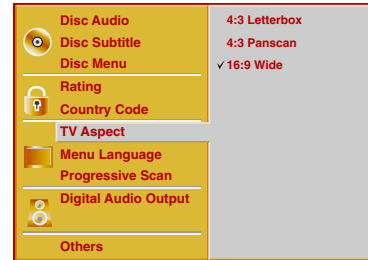 Disc Audio
Disc Subtitle
Disc Menu
Rating
Country Code
TV Aspect
Menu Language
Progressive Scan
Digital Audio Output
Others
4:3 Letterbox
4:3 Panscan
✓ 16:9 Wide